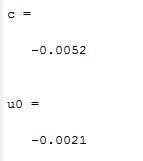 c =
-0.0052
u0 =
-0.0021